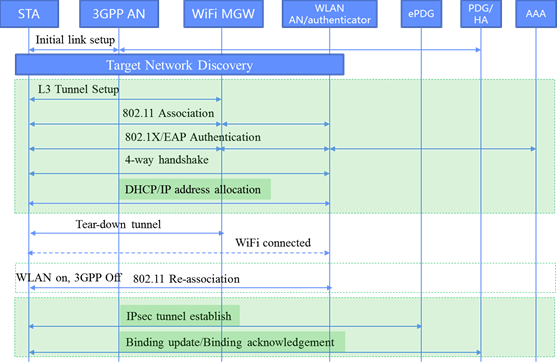 STA 3GPP AN WiFi MGW WLAN AN/authenticator ePDG PDG/HA AAA
Initial link setup
Target Network Discovery
L3 Tunnel Setup
802.11 Association
802.1X/EAP Authentication
4-way handshake
DHCP/IP address allocation
Tear-down tunnel
WiFi connected
WLAN on, 3GPP Off 802.11 Re-association
IPsec tunnel establish
Binding update/Binding acknowledgement